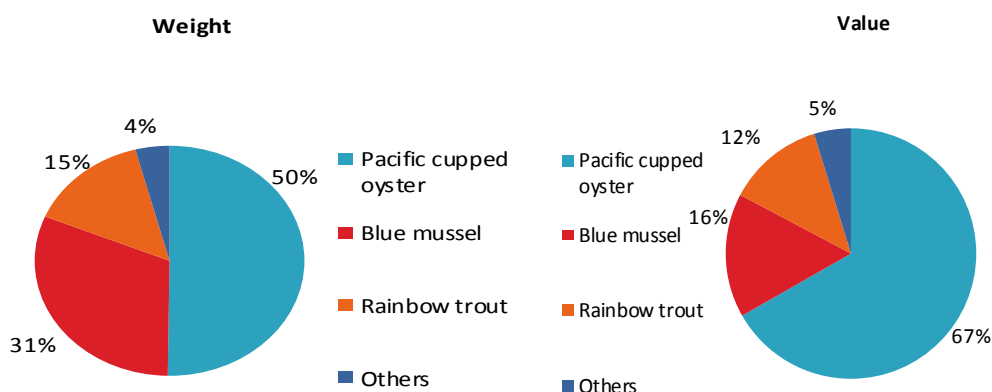 Weight
4%
15%
50%
31%
Pacific cupped
oyster
Blue mussel
Rainbow trout
Others
Value
5%
12%
16%
67%
Pacific cupped
oyster
Blue mussel
Rainbow trout
Others